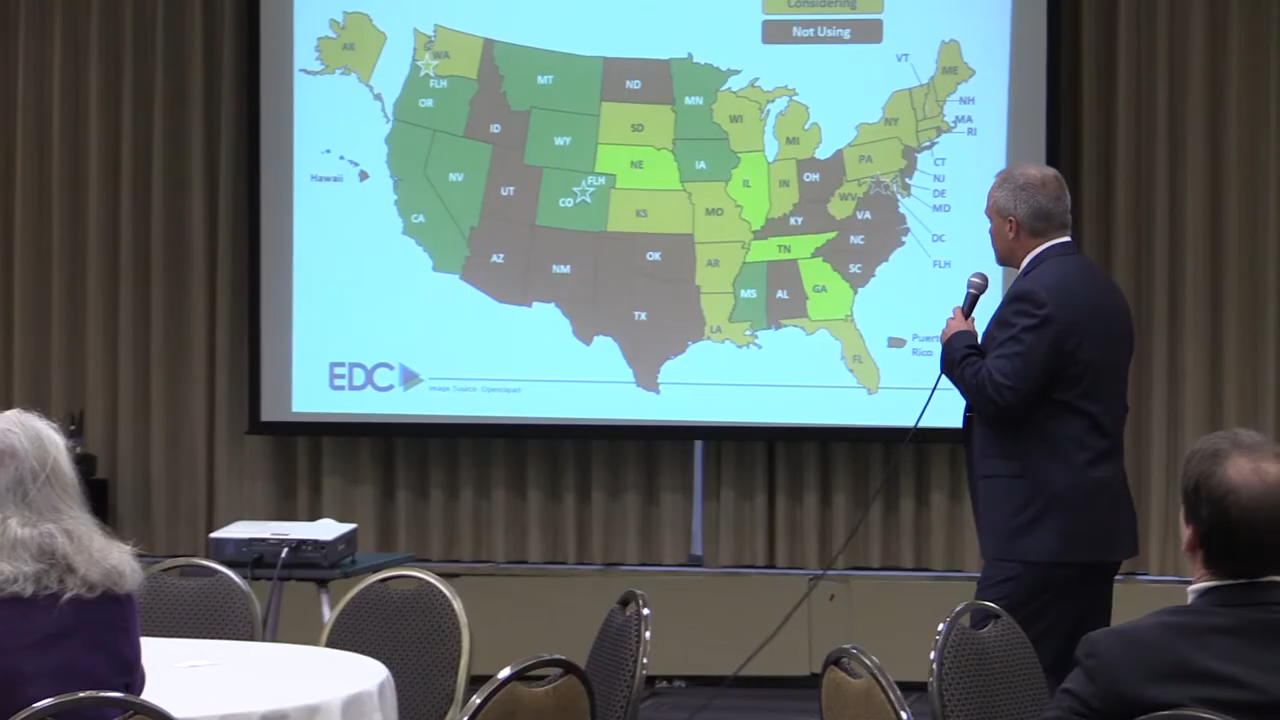 Considering
Not Using
AK
WA
VT
ME
FLH
MT
ND
OR
MN
NH
ID
SD
WI
NY
MA
RI
MI
WY
NE
IA
PA
CT
Hawaii
NV
UT
FLH
CO
IL
IN
OH
NJ
DE
WV
MD
CA
KS
MO
KY
VA
DC
AZ
NM
OK
AR
TN
NC
SC
FLH
TX
MS
AL
GA
LA
FL
Puerto
Rico
EDC
Image Source: Openclipart